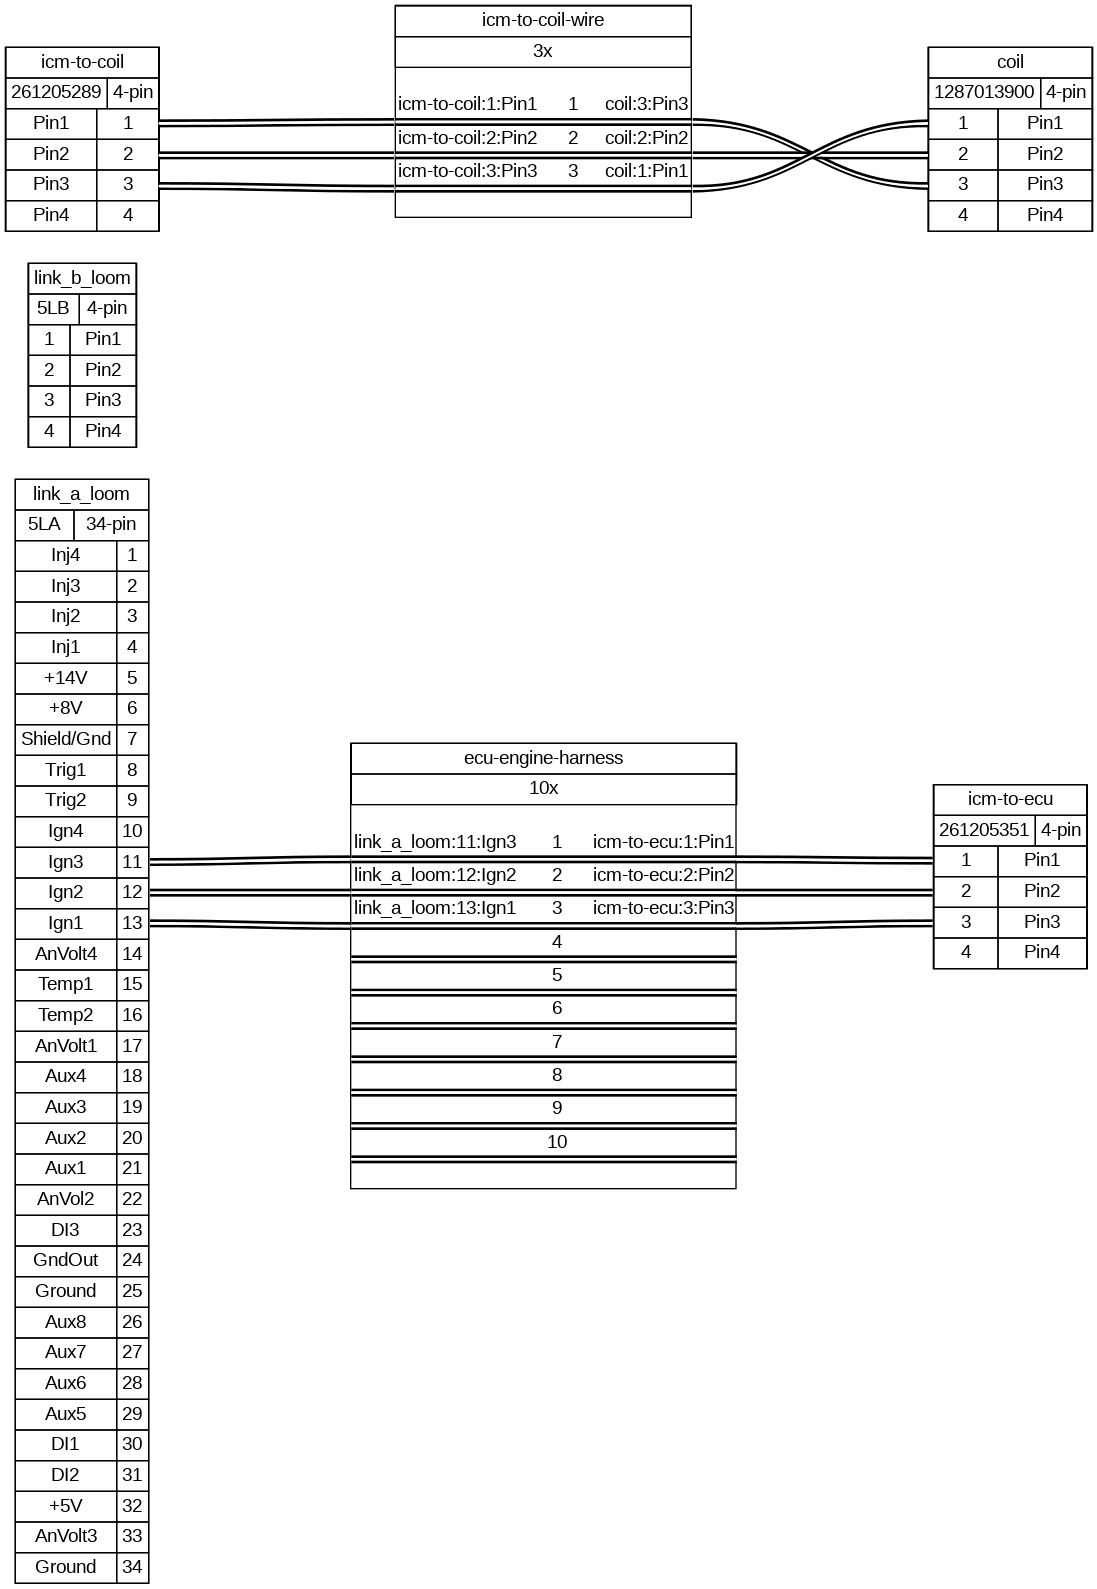 icm-to-coil-wire
3x
icm-to-coil:1:Pin1 1 coil:3:Pin3
icm-to-coil:2:Pin2 2 coil:2:Pin2
icm-to-coil:3:Pin3 3 coil:1:Pin1
icm-to-coil
261205289 4-pin
Pin1 1
Pin2 2
Pin3 3
Pin4 4
coil
1287013900 4-pin
1 Pin1
2 Pin2
3 Pin3
4 Pin4
link_b_loom
5LB 4-pin
1 Pin1
2 Pin2
3 Pin3
4 Pin4
link_a_loom
5LA 34-pin
Inj4 1
Inj3 2
Inj2 3
Inj1 4
+14V 5
+8V 6
Shield/Gnd 7
Trig1 8
Trig2 9
Ign4 10
Ign3 11
Ign2 12
Ign1 13
AnVolt4 14
Temp1 15
Temp2 16
AnVolt1 17
Aux4 18
Aux3 19
Aux2 20
Aux1 21
AnVol2 22
DI3 23
GndOut 24
Ground 25
Aux8 26
Aux7 27
Aux6 28
Aux5 29
DI1 30
DI2 31
+5V 32
AnVolt3 33
Ground 34
ecu-engine-harness
10x
link_a_loom:11:Ign3 1 icm-to-ecu:1:Pin1
link_a_loom:12:Ign2 2 icm-to-ecu:2:Pin2
link_a_loom:13:Ign1 3 icm-to-ecu:3:Pin3
4
5
6
7
8
9
10
icm-to-ecu
261205351 4-pin
1 Pin1
2 Pin2
3 Pin3
4 Pin4